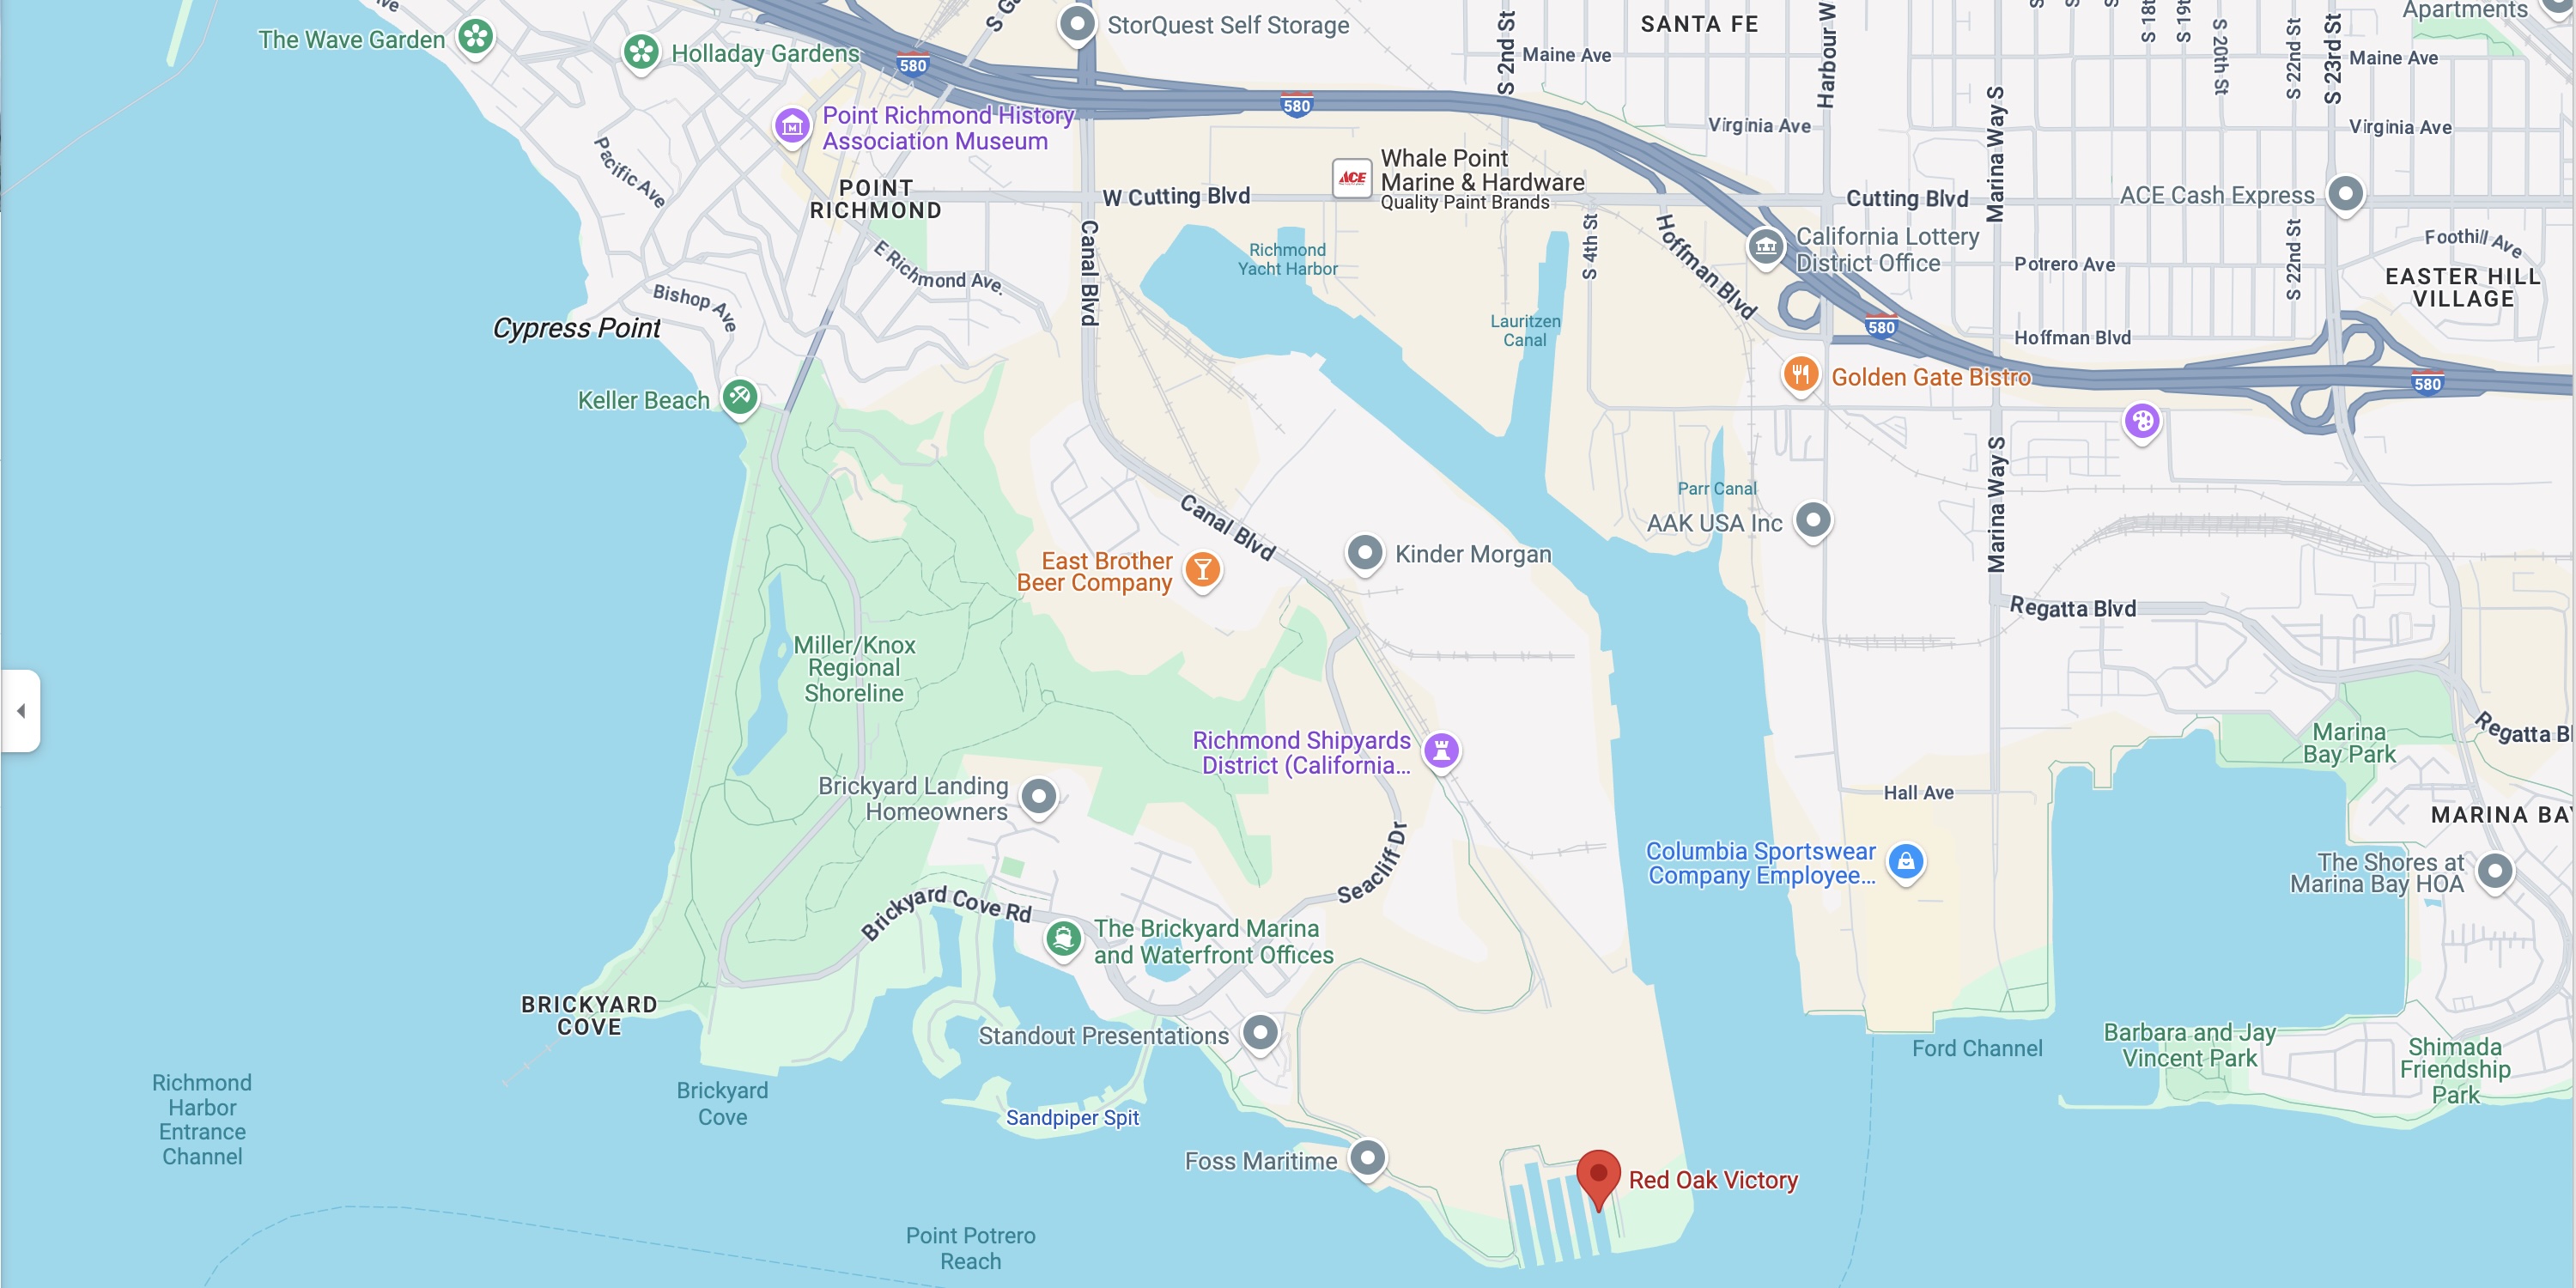 The Wave Garden
Holladay Gardens
580
StorQuest Self Storage
S 2nd St
Maine Ave
SANTA FE
Harbour W
Marina Way S
S 18t
S 19t
S 20th St
S 22nd St
S 23rd St
Maine Ave
Apartments
Point Richmond History
Association Museum
580
Virginia Ave
Virginia Ave
Pacific Ave
POINT
RICHMOND
W Cutting Blvd
Whale Point
Marine & Hardware
Quality Paint Brands
ACE
Cutting Blvd
ACE Cash Express
E Richmond Ave.
Canal Blvd
Richmond
Yacht Harbor
S 4th St
Hoffman Blvd
California Lottery
District Office
Potrero Ave
S 22nd St
Foothill Ave
EASTER HILL
VILLAGE
Bishop Ave
Cypress Point
Lauritzen
Canal
580
Hoffman Blvd
Keller Beach
Golden Gate Bistro
580
Canal Blvd
Parr Canal
AAK USA Inc
Marina Way S
East Brother
Beer Company
Kinder Morgan
Regatta Blvd
Miller/Knox
Regional
Shoreline
Richmond Shipyards
District (California...
Marina
Bay Park
Regatta Bl
Brickyard Landing
Homeowners
Hall Ave
MARINA BAY
Seacliff Dr
Columbia Sportswear
Company Employee...
The Shores at
Marina Bay HOA
Brickyard Cove Rd
The Brickyard Marina
and Waterfront Offices
BRICKYARD
COVE
Standout Presentations
Ford Channel
Barbara and Jay
Vincent Park
Shimada
Friendship
Park
Richmond
Harbor
Entrance
Channel
Brickyard
Cove
Sandpiper Spit
Foss Maritime
Red Oak Victory
Point Potrero
Reach